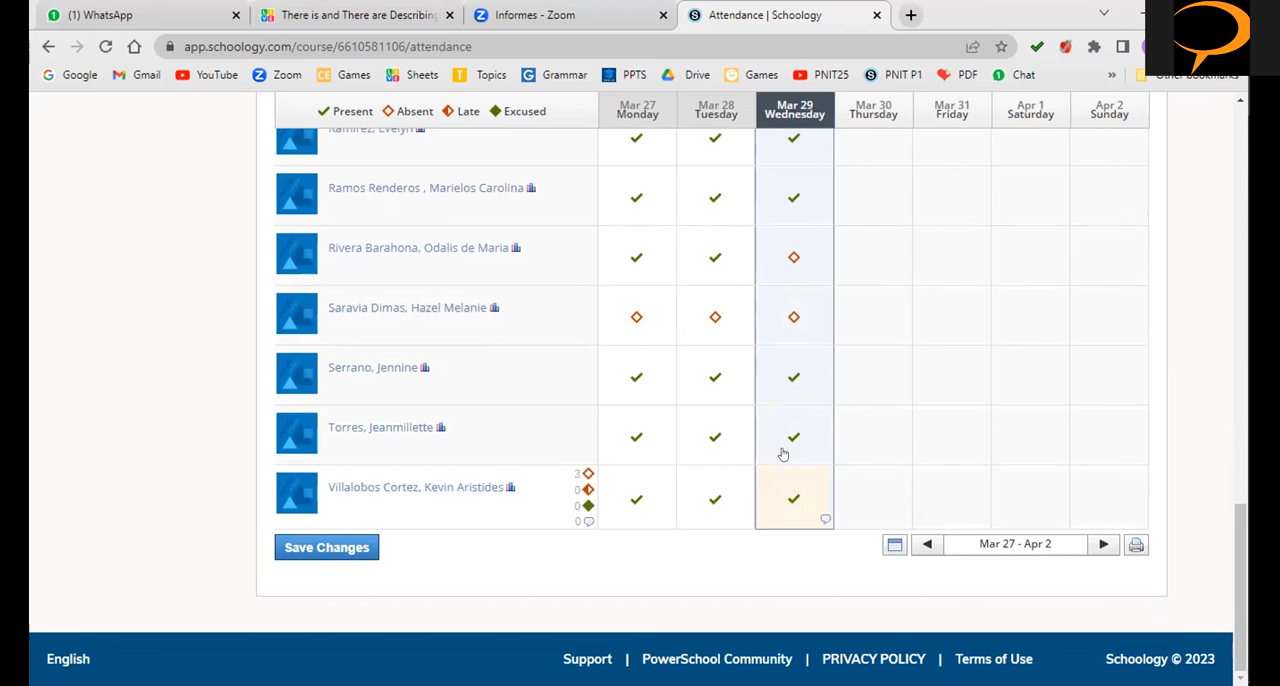 (1) WhatsApp
There is and There are Describing
Informes - Zoom
Attendance | Schoology
app.schoology.com/course/6610581106/attendance
Google Gmail YouTube Zoom Games Sheets Topics Grammar PPTS Drive Games PNIT25 PNIT P1 PDF Chat » Other bookmarks
Present Absent Late Excused
Mar 27 Monday
Mar 28 Tuesday
Mar 29 Wednesday
Mar 30 Thursday
Mar 31 Friday
Apr 1 Saturday
Apr 2 Sunday
Ramirez, Evelyn
Ramos Renderos , Marielos Carolina
Rivera Barahona, Odalis de Maria
Saravia Dimas, Hazel Melanie
Serrano, Jennine
Torres, Jeanmillette
Villalobos Cortez, Kevin Aristides
3
0
0
0
Save Changes
Mar 27 - Apr 2
English
Support | PowerSchool Community | PRIVACY POLICY | Terms of Use
Schoology © 2023